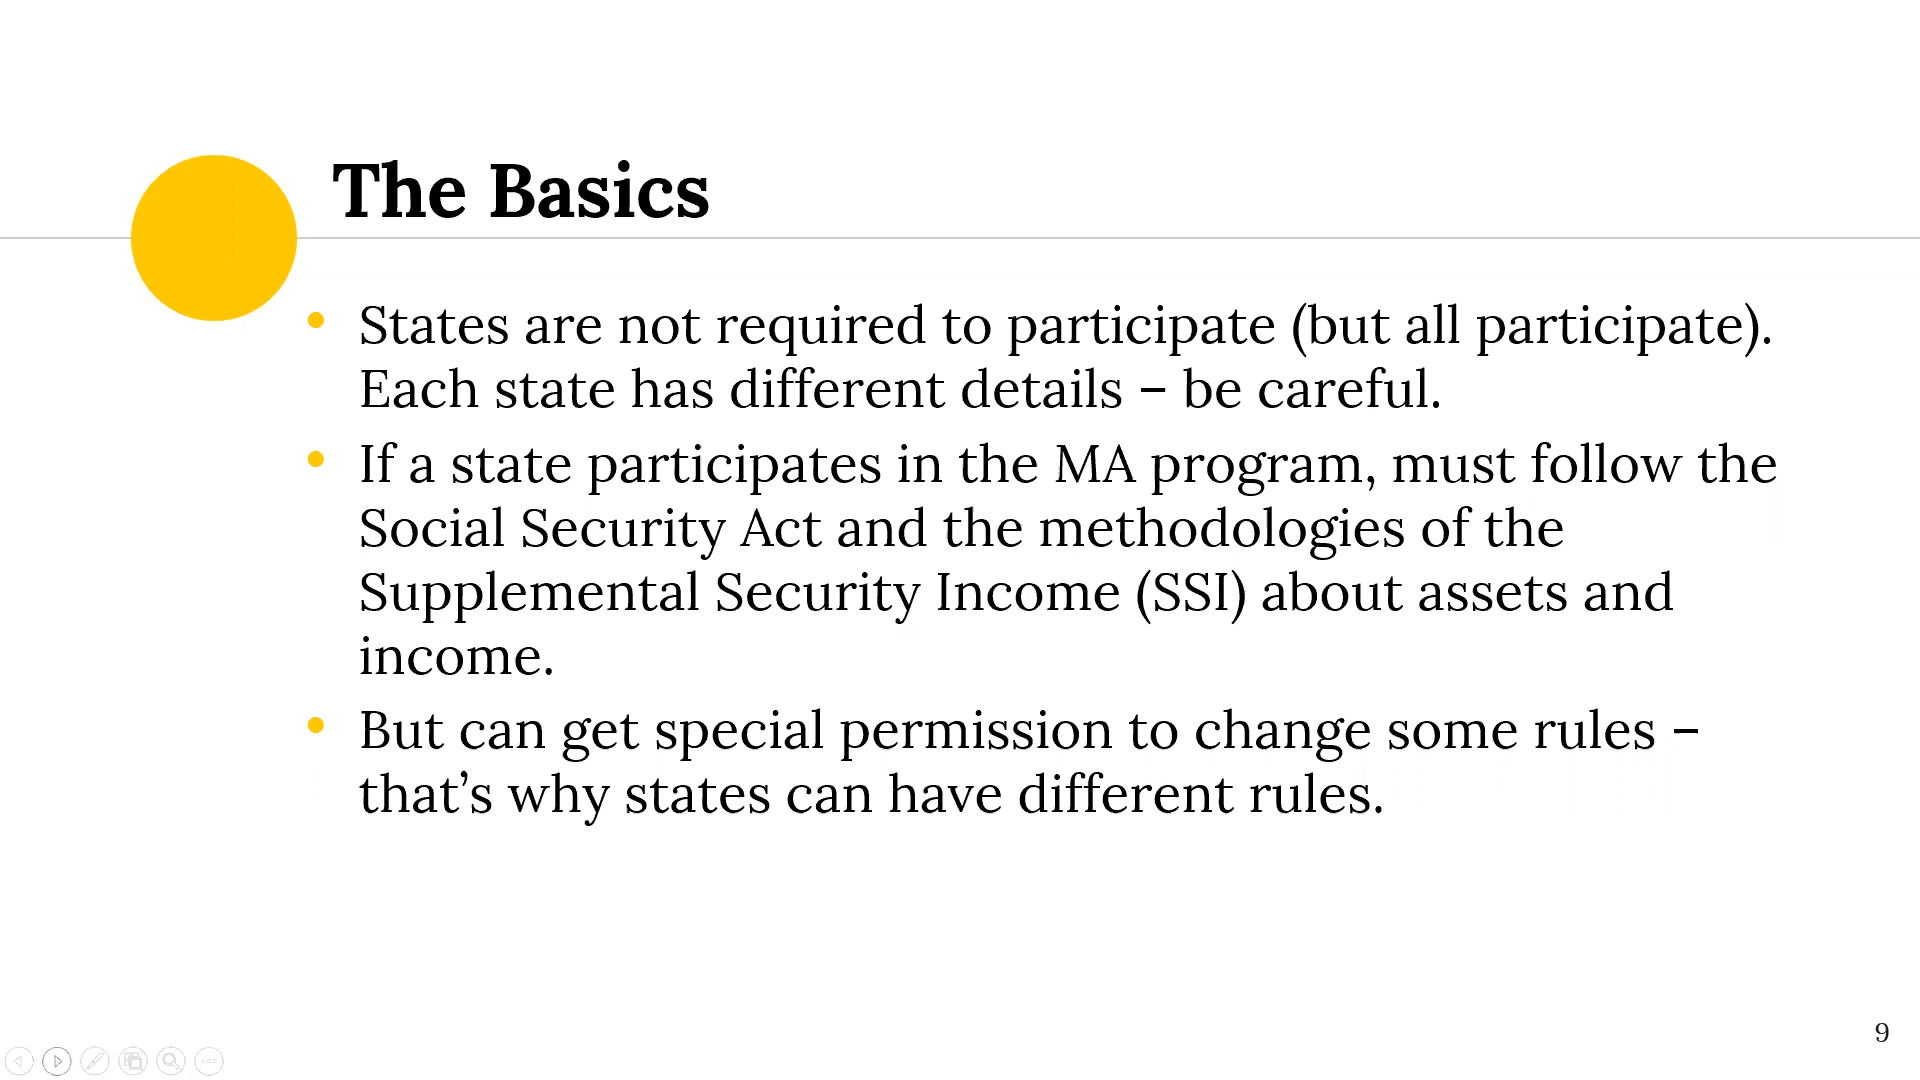 The Basics
• States are not required to participate (but all participate).
Each state has different details – be careful.
• If a state participates in the MA program, must follow the
Social Security Act and the methodologies of the
Supplemental Security Income (SSI) about assets and
income.
• But can get special permission to change some rules –
that’s why states can have different rules.
9